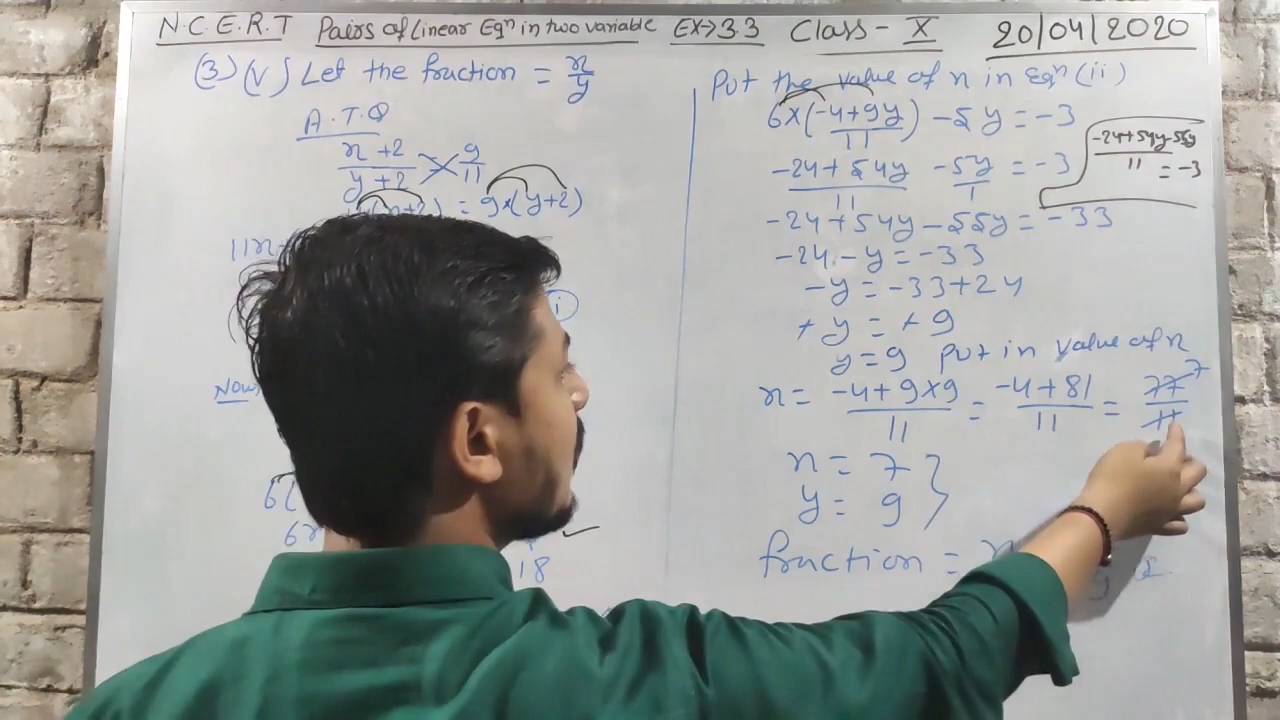 N.C.E.R.T Pairs of Linear Eqⁿ in two variable EX→3.3 Class - X 20/04/2020
(3) (v) Let the fraction = x/y
A.T.Q
x+2/y+2 9/11
= 9×(y+2)
11x
i
Now,
6(
6x
18
Put the value of x in Eqⁿ(ii)
6×(-4+9y/11) -5y = -3
-24+54y/11 -5y/1 = -3
-24+54y-55y/11 = -3
-24+54y-55y = -33
-24-y = -33
-y = -33+24
+y = +9
y=9 Put in value of x
x = -4+9×9/11 = -4+81/11 = 77/11 7
x = 7
y = 9
fraction =